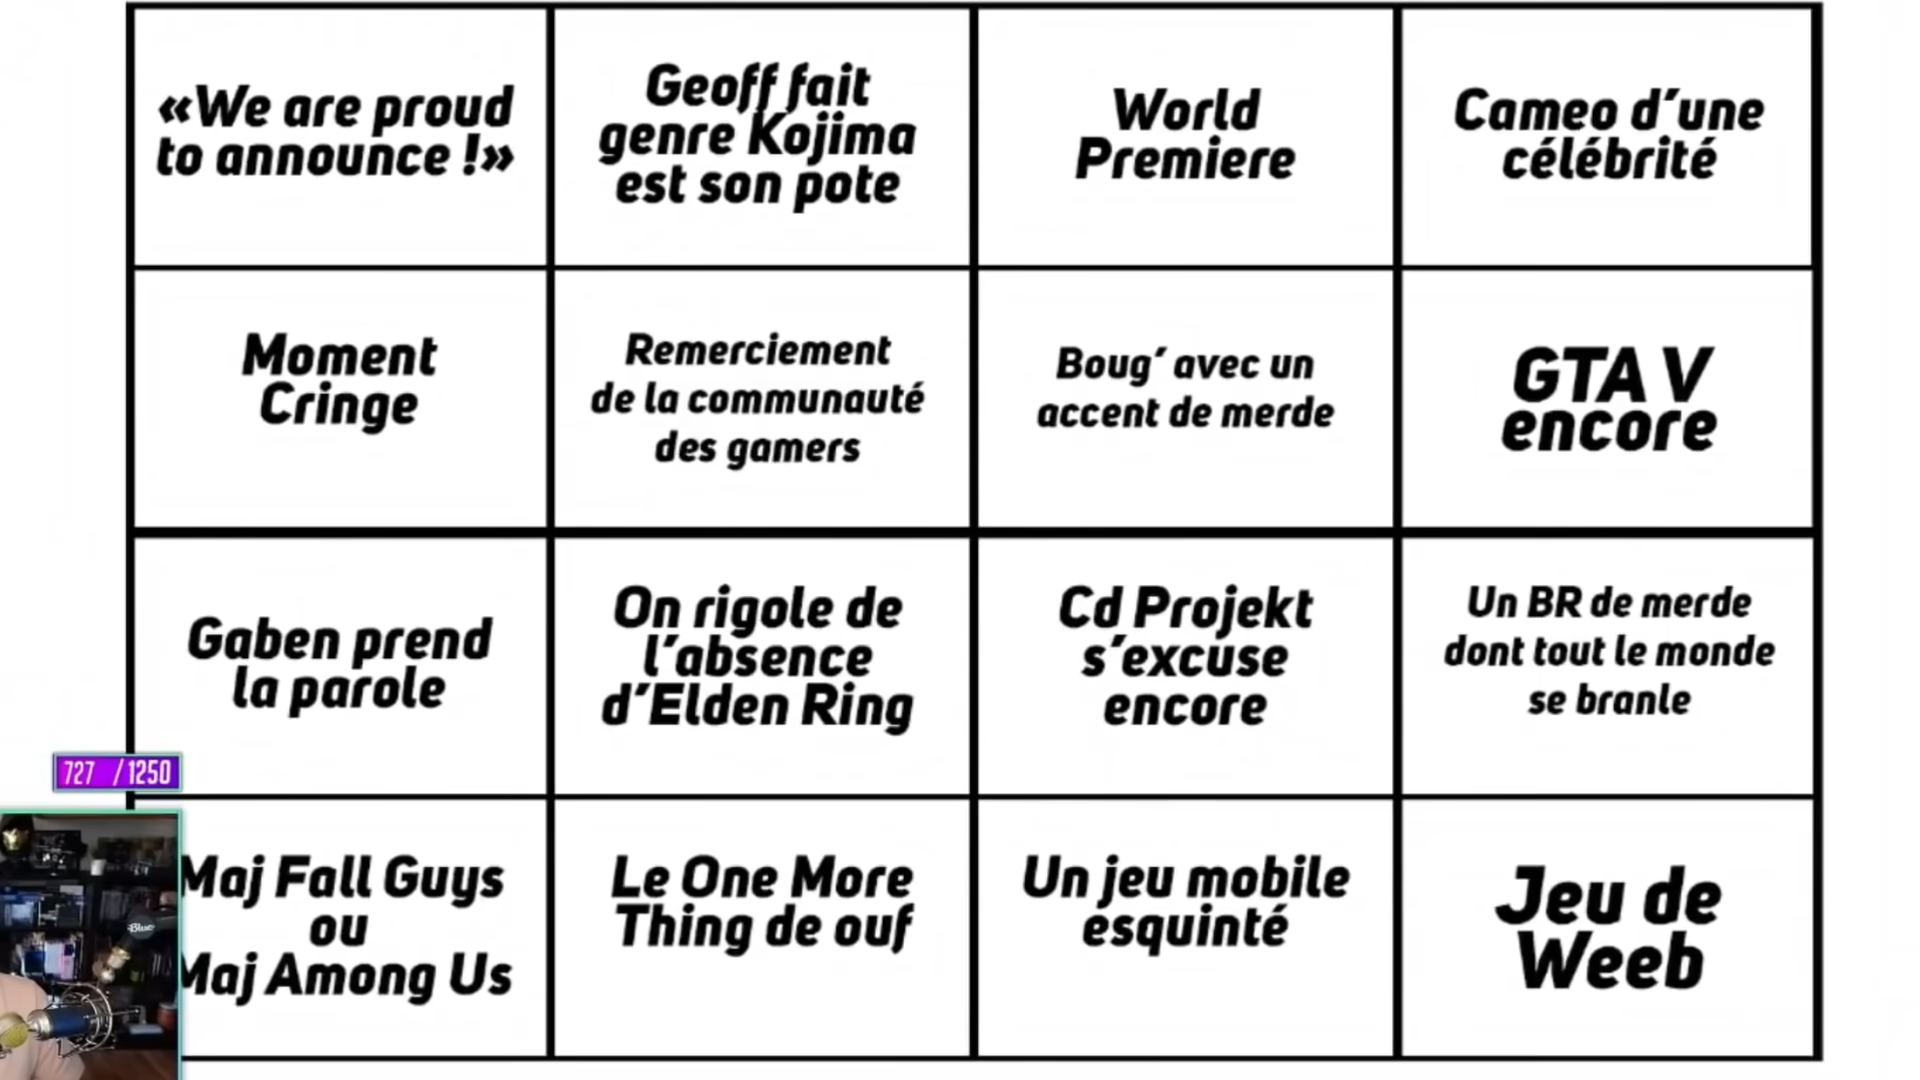 «We are proud
to announce !»
Geoff fait
genre Kojima
est son pote
World
Premiere
Cameo d'une
célébrité
Moment
Cringe
Remerciement
de la communauté
des gamers
Boug' avec un
accent de merde
GTA V
encore
Gaben prend
la parole
On rigole de
l'absence
d'Elden Ring
Cd Projekt
s'excuse
encore
Un BR de merde
dont tout le monde
se branle
727 /1250
Maj Fall Guys
ou
Maj Among Us
Le One More
Thing de ouf
Un jeu mobile
esquinté
Jeu de
Weeb
Blue